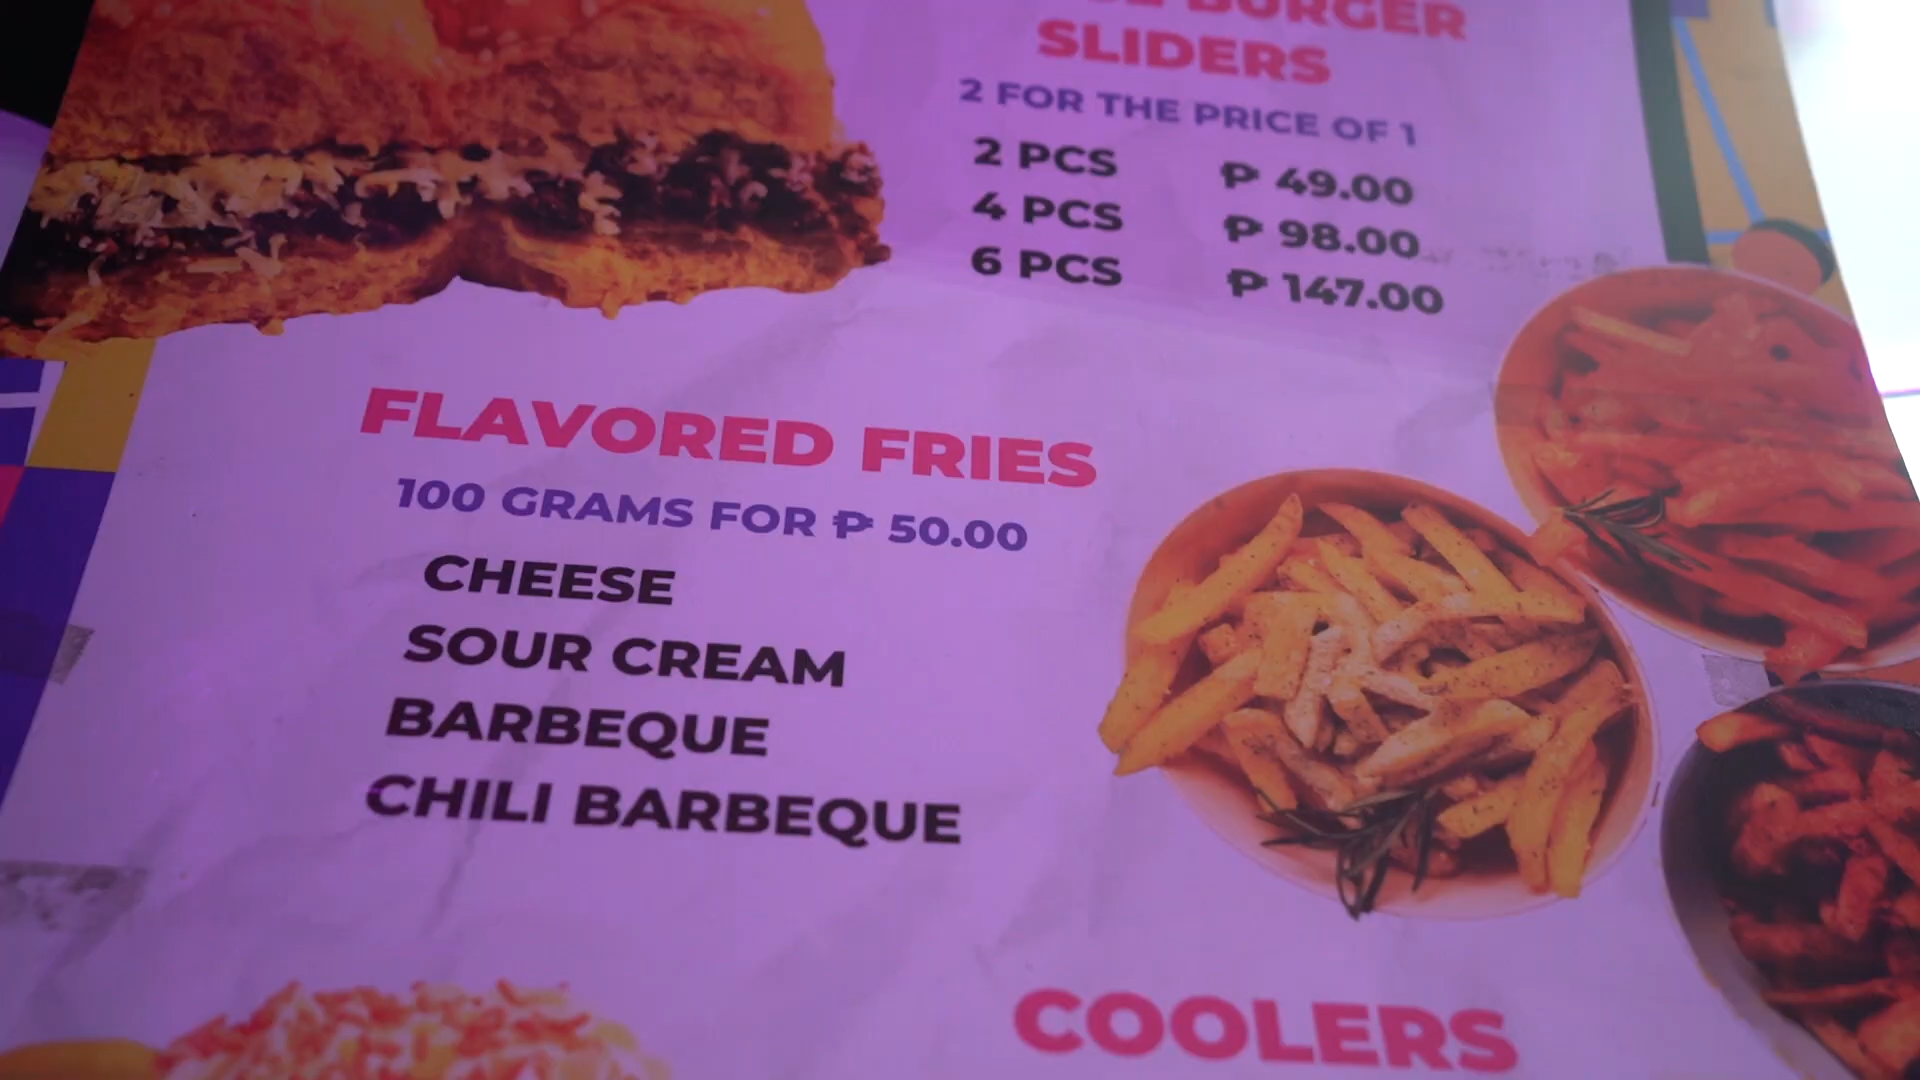 BURGER
SLIDERS
2 FOR THE PRICE OF 1
2 PCS ₱ 49.00
4 PCS ₱ 98.00
6 PCS ₱ 147.00
FLAVORED FRIES
100 GRAMS FOR ₱ 50.00
CHEESE
SOUR CREAM
BARBEQUE
CHILI BARBEQUE
COOLERS